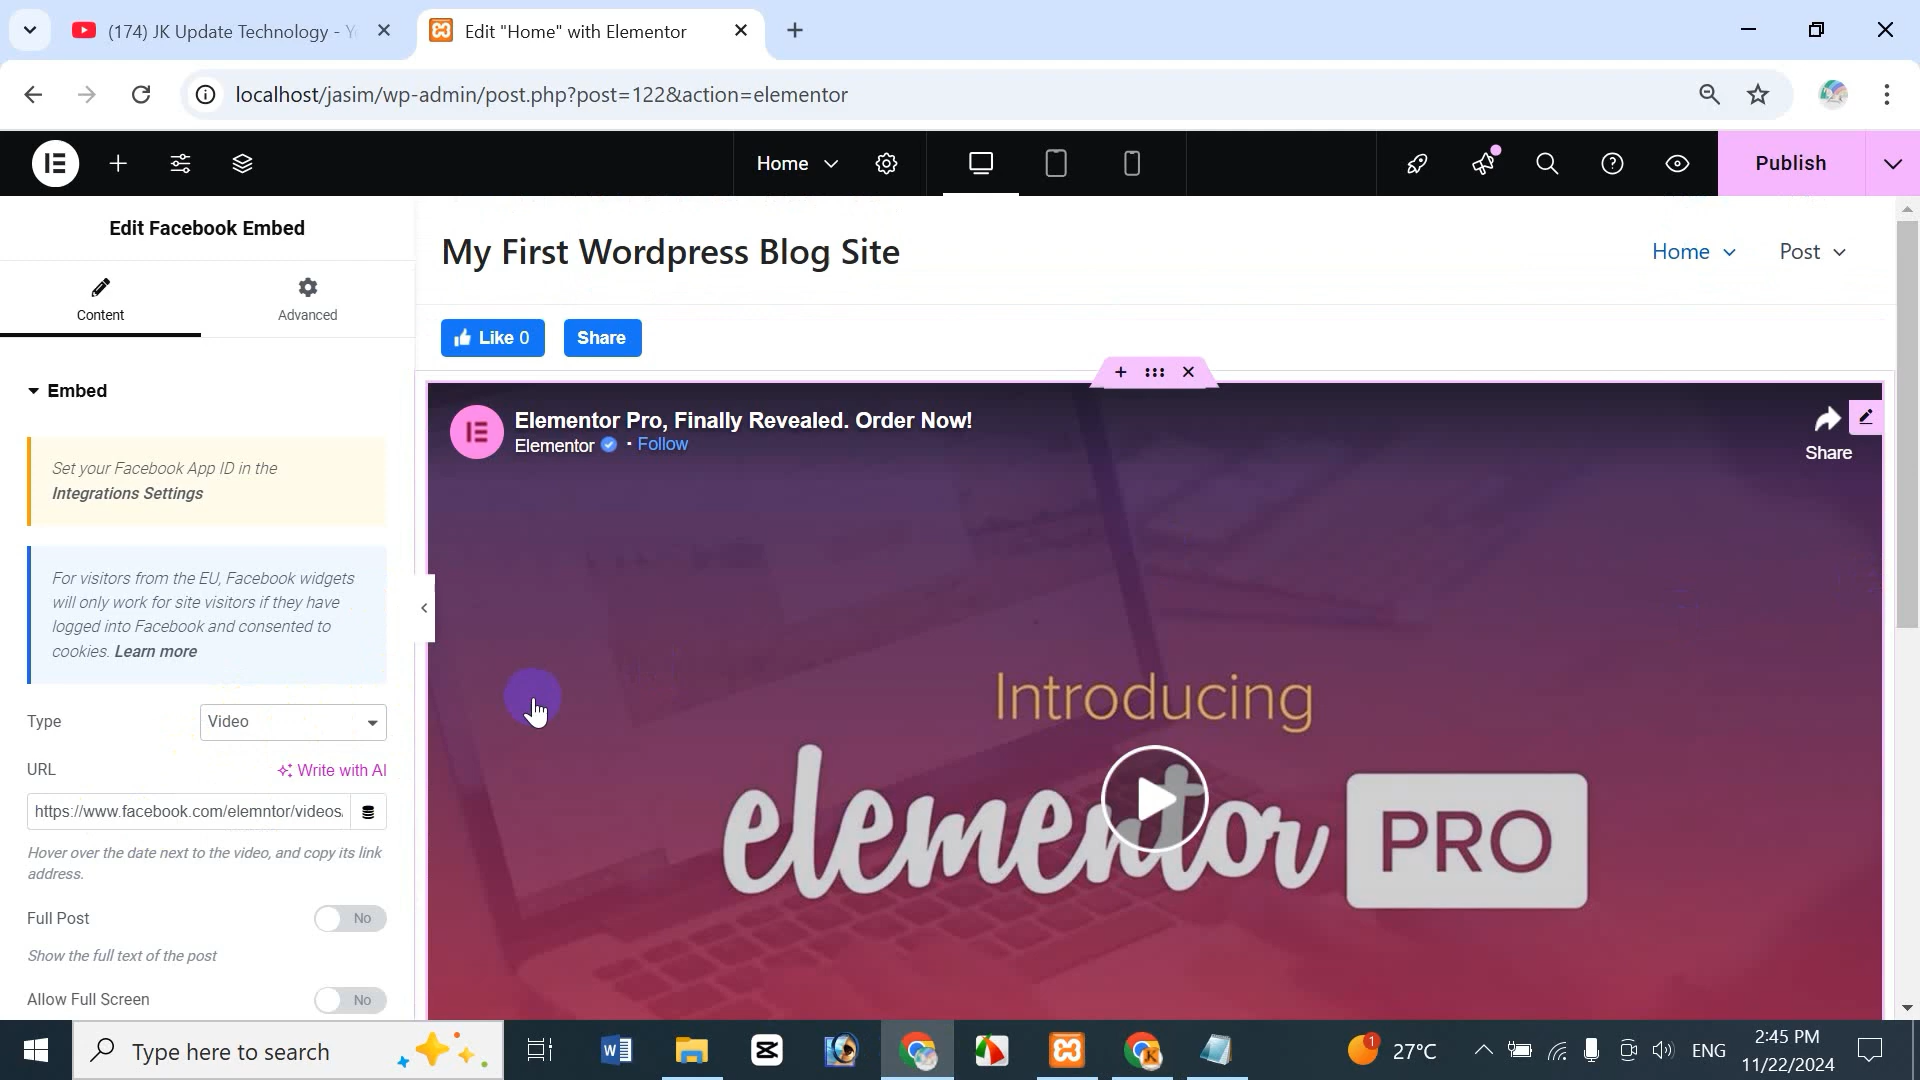 (174) JK Update Technology - Y
Edit "Home" with Elementor
localhost/jasim/wp-admin/post.php?post=122&action=elementor
Home
Publish
Edit Facebook Embed
Content
Advanced
Embed
Set your Facebook App ID in the
Integrations Settings
For visitors from the EU, Facebook widgets
will only work for site visitors if they have
logged into Facebook and consented to
cookies. Learn more
Type
Video
URL
Write with AI
https://www.facebook.com/elemntor/videos
Hover over the date next to the video, and copy its link
address.
Full Post
No
Show the full text of the post
Allow Full Screen
No
My First Wordpress Blog Site
Home
Post
Like 0
Share
Elementor Pro, Finally Revealed. Order Now!
Elementor · Follow
Share
Introducing
elementor PRO
Type here to search
1
27°C
ENG
2:45 PM
11/22/2024